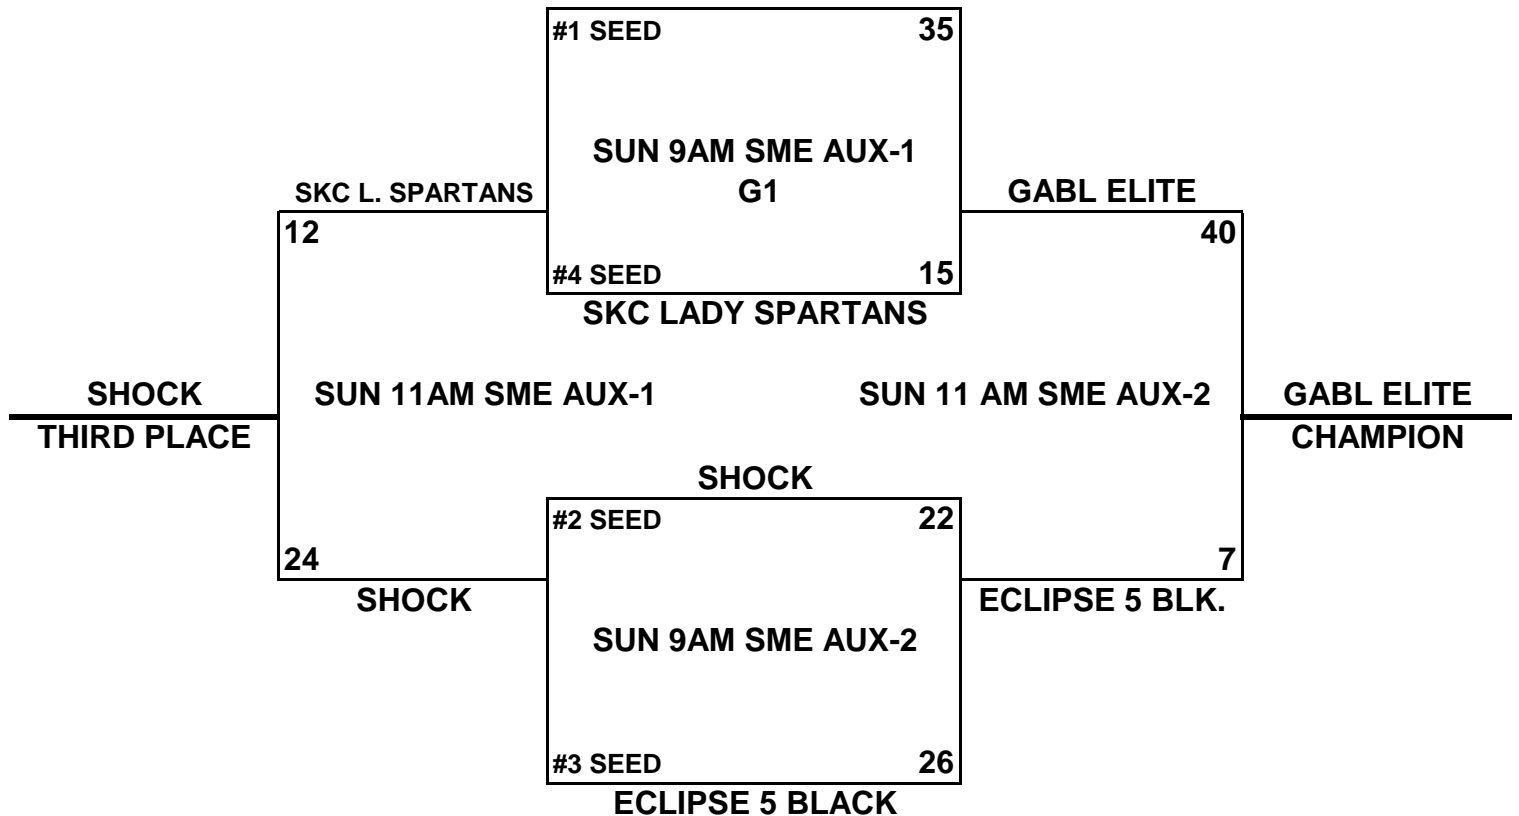 #1 SEED 35
SUN 9AM SME AUX-1
G1
SKC L. SPARTANS
GABL ELITE
12
40
#4 SEED 15
SKC LADY SPARTANS
SHOCK
THIRD PLACE
SUN 11AM SME AUX-1
SUN 11 AM SME AUX-2
GABL ELITE
CHAMPION
SHOCK
#2 SEED 22
24
7
SHOCK
ECLIPSE 5 BLK.
SUN 9AM SME AUX-2
#3 SEED 26
ECLIPSE 5 BLACK